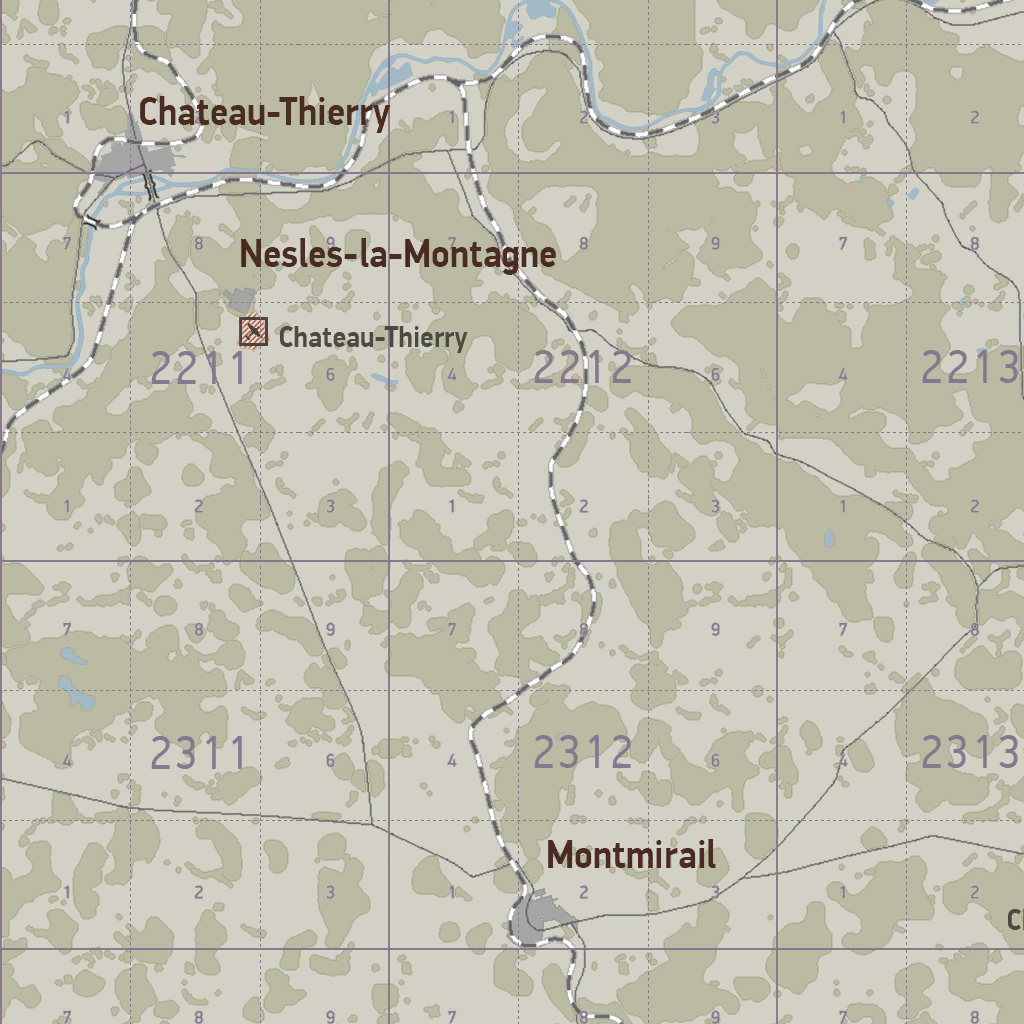 Chateau-Thierry
1 1 3 1 2
7 8 7 8 9 7 8
Nesles-la-Montagne
Chateau-Thierry
2211 2212 2213
4 6 4 6 4
1 2 3 1 2 3 1 2
7 8 9 7 8 9 7 8
2311 2312 2313
4 6 4 6 4
Montmirail
1 2 3 1 2 3 1 2
7 8 9 7 8 9 7 8